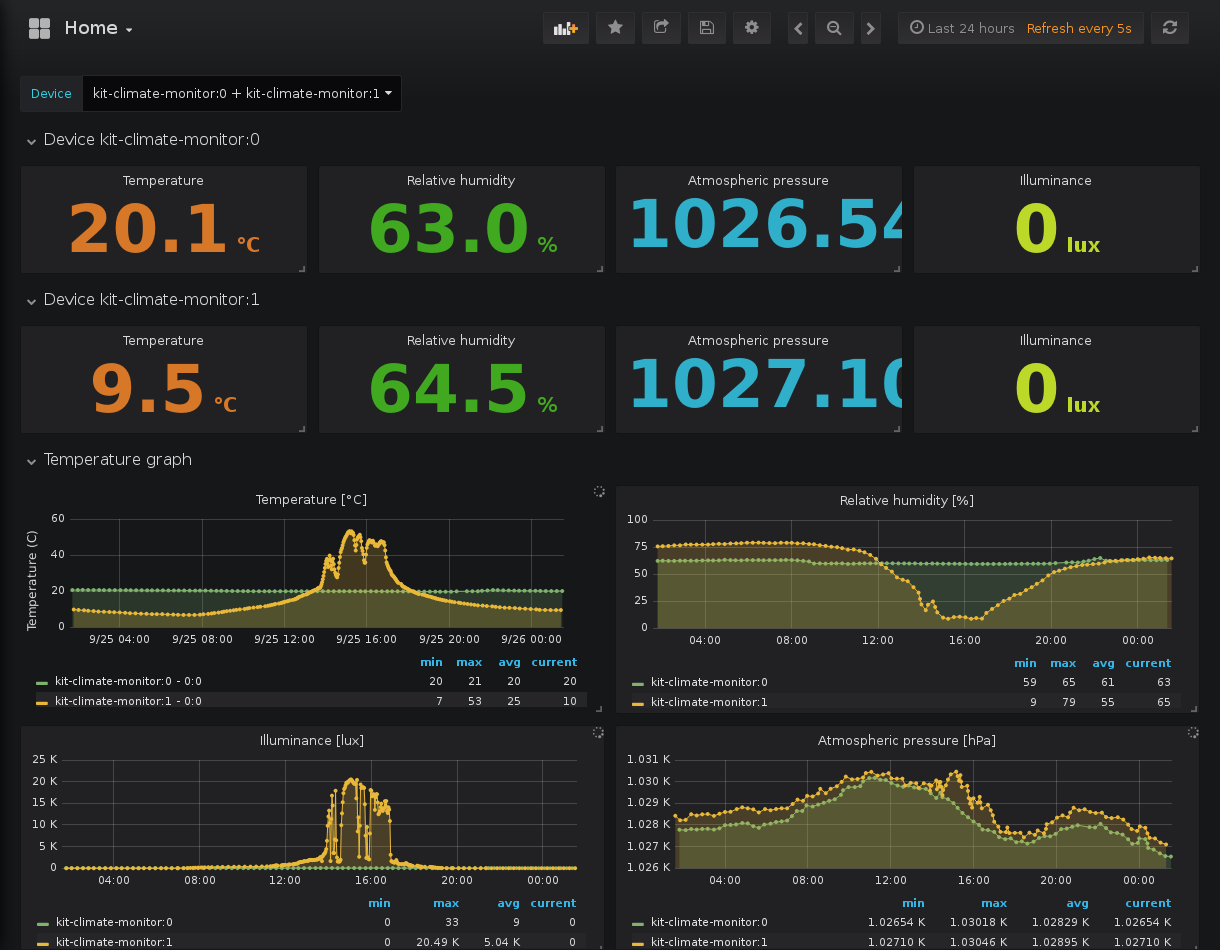 Home
Last 24 hours Refresh every 5s
Device kit-climate-monitor:0 + kit-climate-monitor:1
Device kit-climate-monitor:0
Temperature Relative humidity Atmospheric pressure Illuminance
20.1 °C 63.0 % 1026.54 0 lux
Device kit-climate-monitor:1
Temperature Relative humidity Atmospheric pressure Illuminance
9.5 °C 64.5 % 1027.10 0 lux
Temperature graph
Temperature [°C]
Temperature (C)
60
40
20
0
9/25 04:00 9/25 08:00 9/25 12:00 9/25 16:00 9/25 20:00 9/26 00:00
min max avg current
kit-climate-monitor:0 - 0:0 20 21 20 20
kit-climate-monitor:1 - 0:0 7 53 25 10
Relative humidity [%]
100
75
50
25
0
04:00 08:00 12:00 16:00 20:00 00:00
min max avg current
kit-climate-monitor:0 59 65 61 63
kit-climate-monitor:1 9 79 55 65
Illuminance [lux]
25 K
20 K
15 K
10 K
5 K
0
04:00 08:00 12:00 16:00 20:00 00:00
min max avg current
kit-climate-monitor:0 0 33 9 0
kit-climate-monitor:1 0 20.49 K 5.04 K 0
Atmospheric pressure [hPa]
1.031 K
1.030 K
1.029 K
1.028 K
1.027 K
1.026 K
04:00 08:00 12:00 16:00 20:00 00:00
min max avg current
kit-climate-monitor:0 1.02654 K 1.03018 K 1.02829 K 1.02654 K
kit-climate-monitor:1 1.02710 K 1.03046 K 1.02895 K 1.02710 K